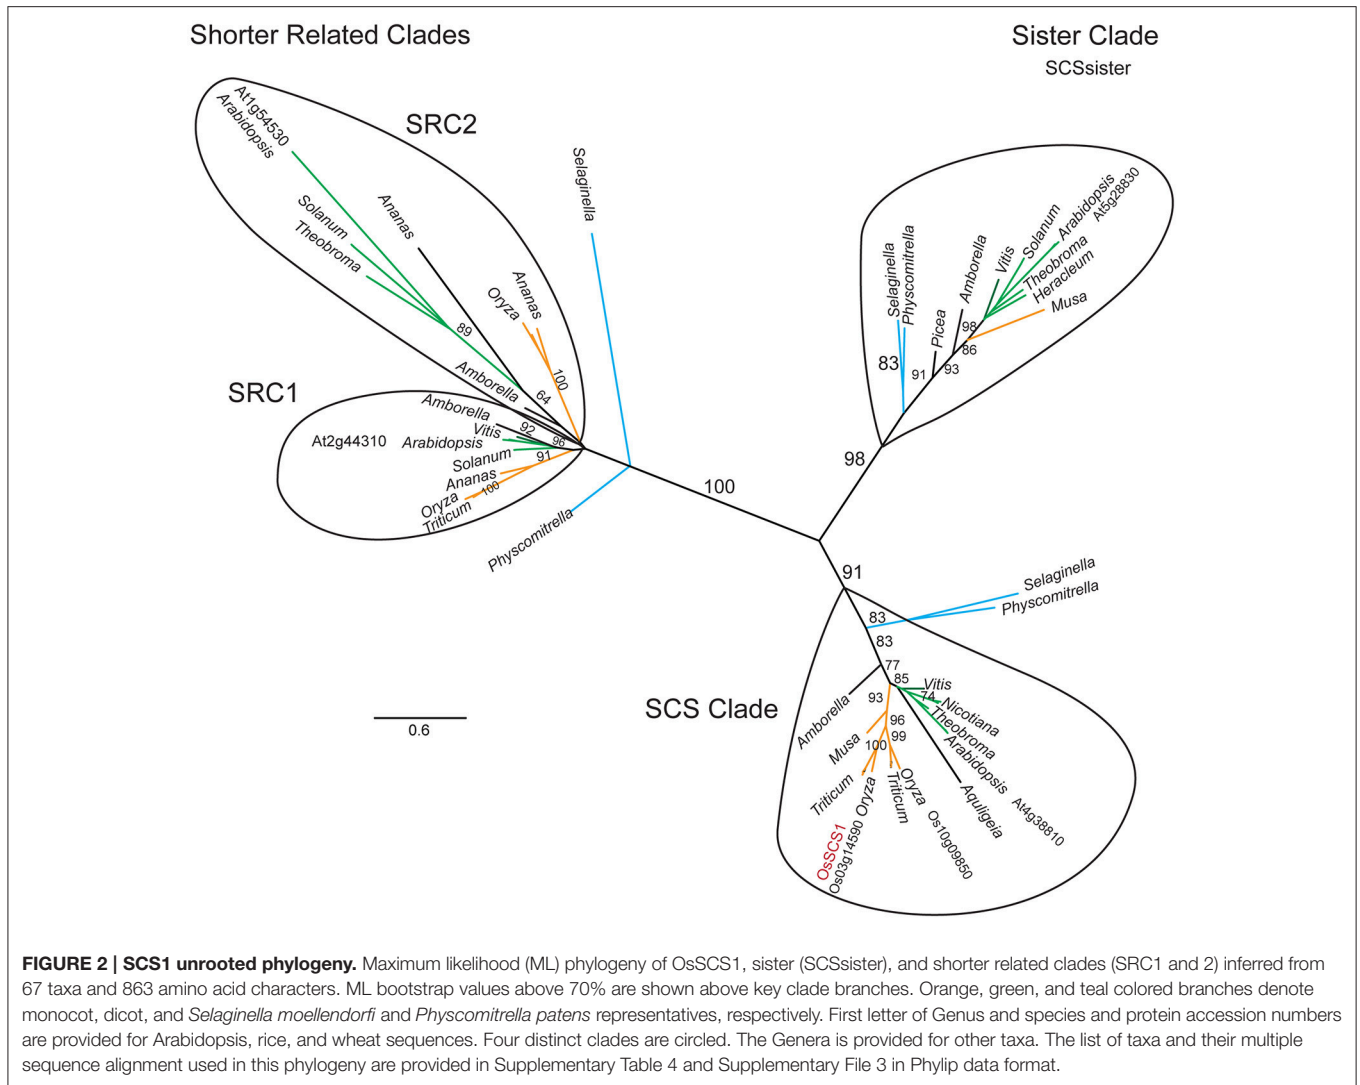 Shorter Related Clades
Sister Clade
SCSsister
SRC2
At1g54530
Arabidopsis
Solanum
Theobroma
Ananas
Ananas
Oryza
89
100
64
Amborella
Selaginella
Physcomitrella
SRC1
Amborella
Vitis
At2g44310
Arabidopsis
Solanum
Ananas
Oryza
Triticum
92
96
91
100
100
98
Selaginella
Physcomitrella
Picea
Amborella
Vitis
Solanum
Arabidopsis
At5g28830
Theobroma
Heracleum
Musa
83
91
93
86
98
91
Selaginella
Physcomitrella
83
83
77
85
74
93
96
99
100
SCS Clade
Amborella
Musa
Triticum
Oryza
OsSCS1
Os03g14590
Triticum
Oryza
Os10g09850
Vitis
Nicotiana
Theobroma
Arabidopsis
At4g38810
Aquligeia
0.6
FIGURE 2 | SCS1 unrooted phylogeny. Maximum likelihood (ML) phylogeny of OsSCS1, sister (SCSsister), and shorter related clades (SRC1 and 2) inferred from
67 taxa and 863 amino acid characters. ML bootstrap values above 70% are shown above key clade branches. Orange, green, and teal colored branches denote
monocot, dicot, and Selaginella moellendorfi and Physcomitrella patens representatives, respectively. First letter of Genus and species and protein accession numbers
are provided for Arabidopsis, rice, and wheat sequences. Four distinct clades are circled. The Genera is provided for other taxa. The list of taxa and their multiple
sequence alignment used in this phylogeny are provided in Supplementary Table 4 and Supplementary File 3 in Phylip data format.